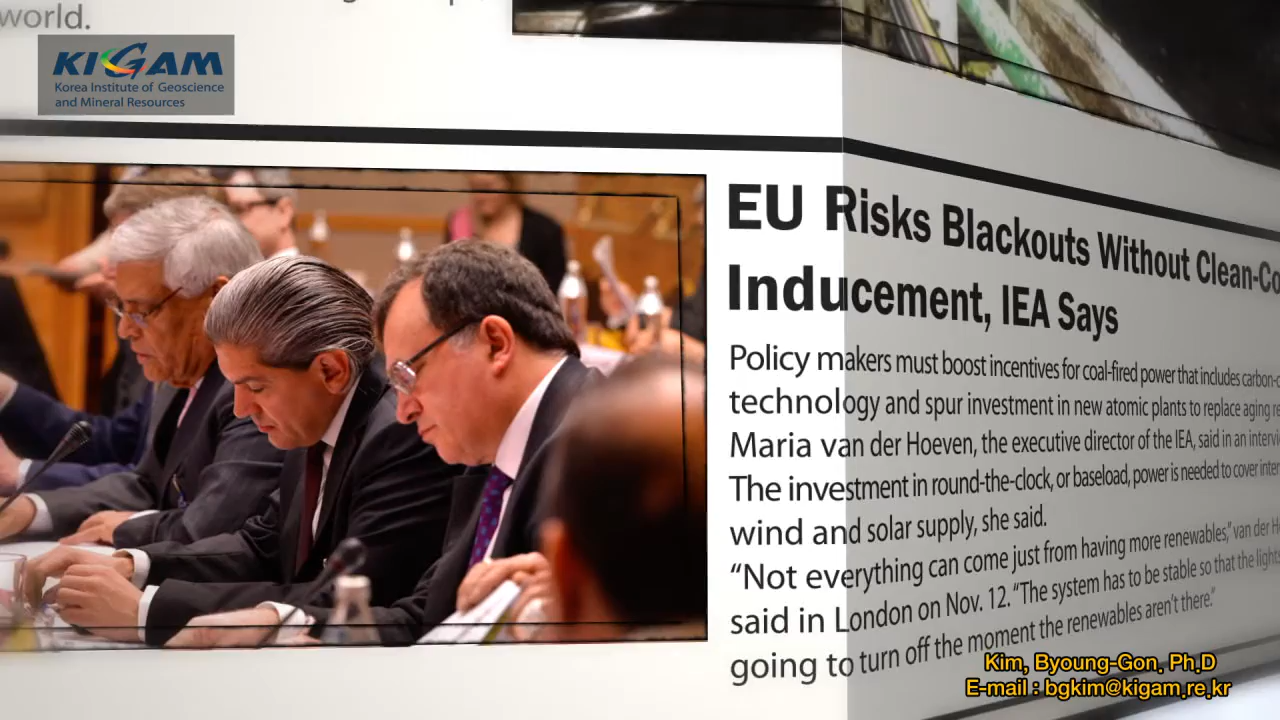 world.
KIGAM
Korea Institute of Geoscience
and Mineral Resources
EU Risks Blackouts Without Clean-Co
Inducement, IEA Says
Policy makers must boost incentives for coal-fired power that includes carbon-c
technology and spur investment in new atomic plants to replace aging re
Maria van der Hoeven, the executive director of the IEA, said in an intervi
The investment in round-the-clock, or baseload, power is needed to cover inter
wind and solar supply, she said.
“Not everything can come just from having more renewables,” van der H
said in London on Nov. 12. “The system has to be stable so that the lights
going to turn off the moment the renewables aren’t there.”
Kim, Byoung-Gon, Ph,D
E-mail : bgkim@kigam.re.kr